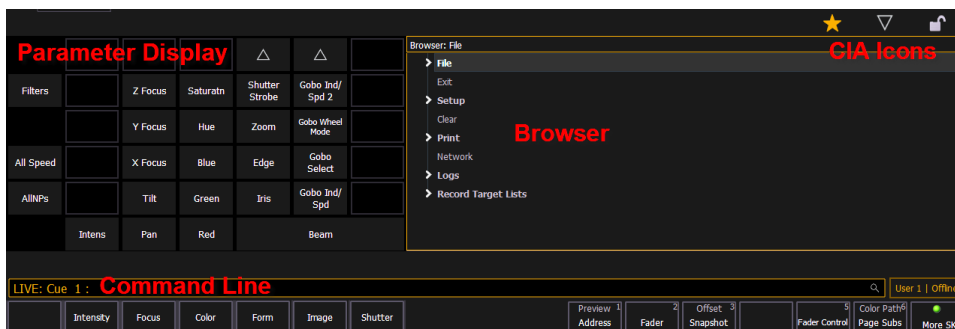 Parameter Display
CIA Icons
Browser: File
File
Exit
Setup
Clear
Print
Network
Logs
Record Target Lists
Browser
Filters
Z Focus
Saturatn
Shutter
Strobe
Gobo Ind/
Spd 2
Y Focus
Hue
Zoom
Gobo Wheel
Mode
All Speed
X Focus
Blue
Edge
Gobo
Select
AllNPs
Tilt
Green
Iris
Gobo Ind/
Spd
Intens
Pan
Red
Beam
LIVE: Cue 1 :
Command Line
User 1 | Offline
Intensity
Focus
Color
Form
Image
Shutter
Preview 1
Address
2
Fader
Offset 3
Snapshot
5
Fader Control
Color Path 6
Page Subs
More SK